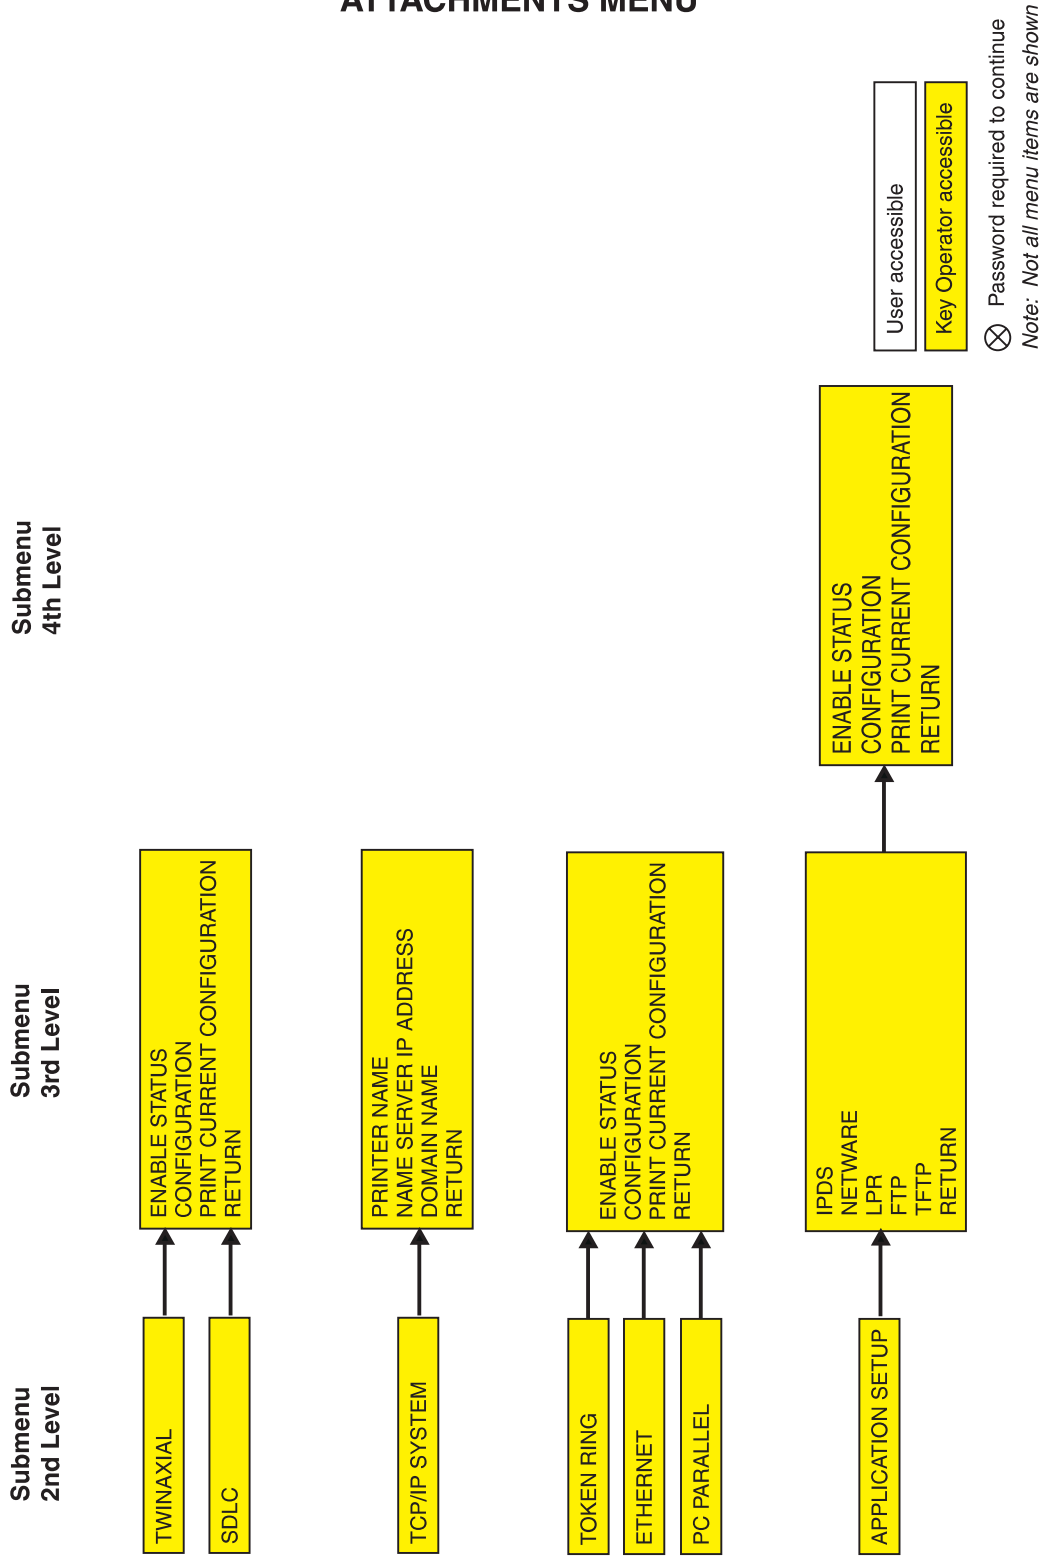 ATTACHMENTS MENU
Submenu
2nd Level
Submenu
3rd Level
Submenu
4th Level
TWINAXIAL
SDLC
ENABLE STATUS
CONFIGURATION
PRINT CURRENT CONFIGURATION
RETURN
TCP/IP SYSTEM
PRINTER NAME
NAME SERVER IP ADDRESS
DOMAIN NAME
RETURN
TOKEN RING
ETHERNET
PC PARALLEL
ENABLE STATUS
CONFIGURATION
PRINT CURRENT CONFIGURATION
RETURN
APPLICATION SETUP
IPDS
NETWARE
LPR
FTP
TFTP
RETURN
ENABLE STATUS
CONFIGURATION
PRINT CURRENT CONFIGURATION
RETURN
User accessible
Key Operator accessible
Password required to continue
Note: Not all menu items are shown